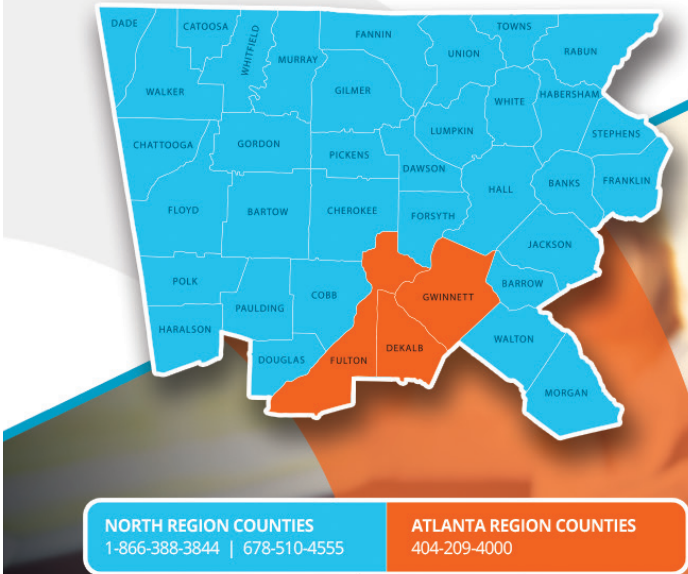 DADE
CATOOSA
WHITFIELD
MURRAY
FANNIN
UNION
TOWNS
RABUN
WALKER
GILMER
WHITE
HABERSHAM
LUMPKIN
STEPHENS
CHATTOOGA
GORDON
PICKENS
DAWSON
HALL
BANKS
FRANKLIN
FLOYD
BARTOW
CHEROKEE
FORSYTH
JACKSON
POLK
PAULDING
COBB
GWINNETT
BARROW
HARALSON
DOUGLAS
FULTON
DEKALB
WALTON
MORGAN
NORTH REGION COUNTIES
1-866-388-3844 | 678-510-4555
ATLANTA REGION COUNTIES
404-209-4000